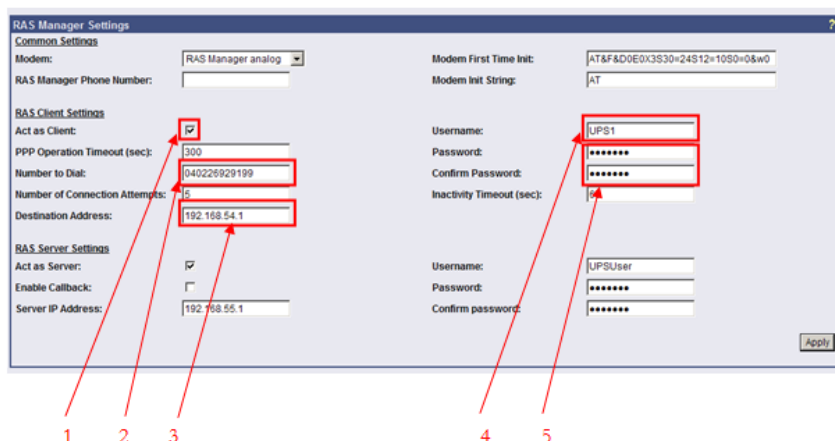 RAS Manager Settings ?
Common Settings
Modem: RAS Manager analog Modem First Time Init: AT&F&D0E0X3S30=24S12=10S0=0&w0
RAS Manager Phone Number: Modem Init String: AT
RAS Client Settings
Act as Client: Username: UPS1
PPP Operation Timeout (sec): 300 Password: •••••••
Number to Dial: 040226929199 Confirm Password: •••••••
Number of Connection Attempts: 5 Inactivity Timeout (sec):
Destination Address: 192.168.54.1
RAS Server Settings
Act as Server: Username: UPSUser
Enable Callback: Password: •••••••
Server IP Address: 192.168.55.1 Confirm password: •••••••
Apply
1 2 3 4 5